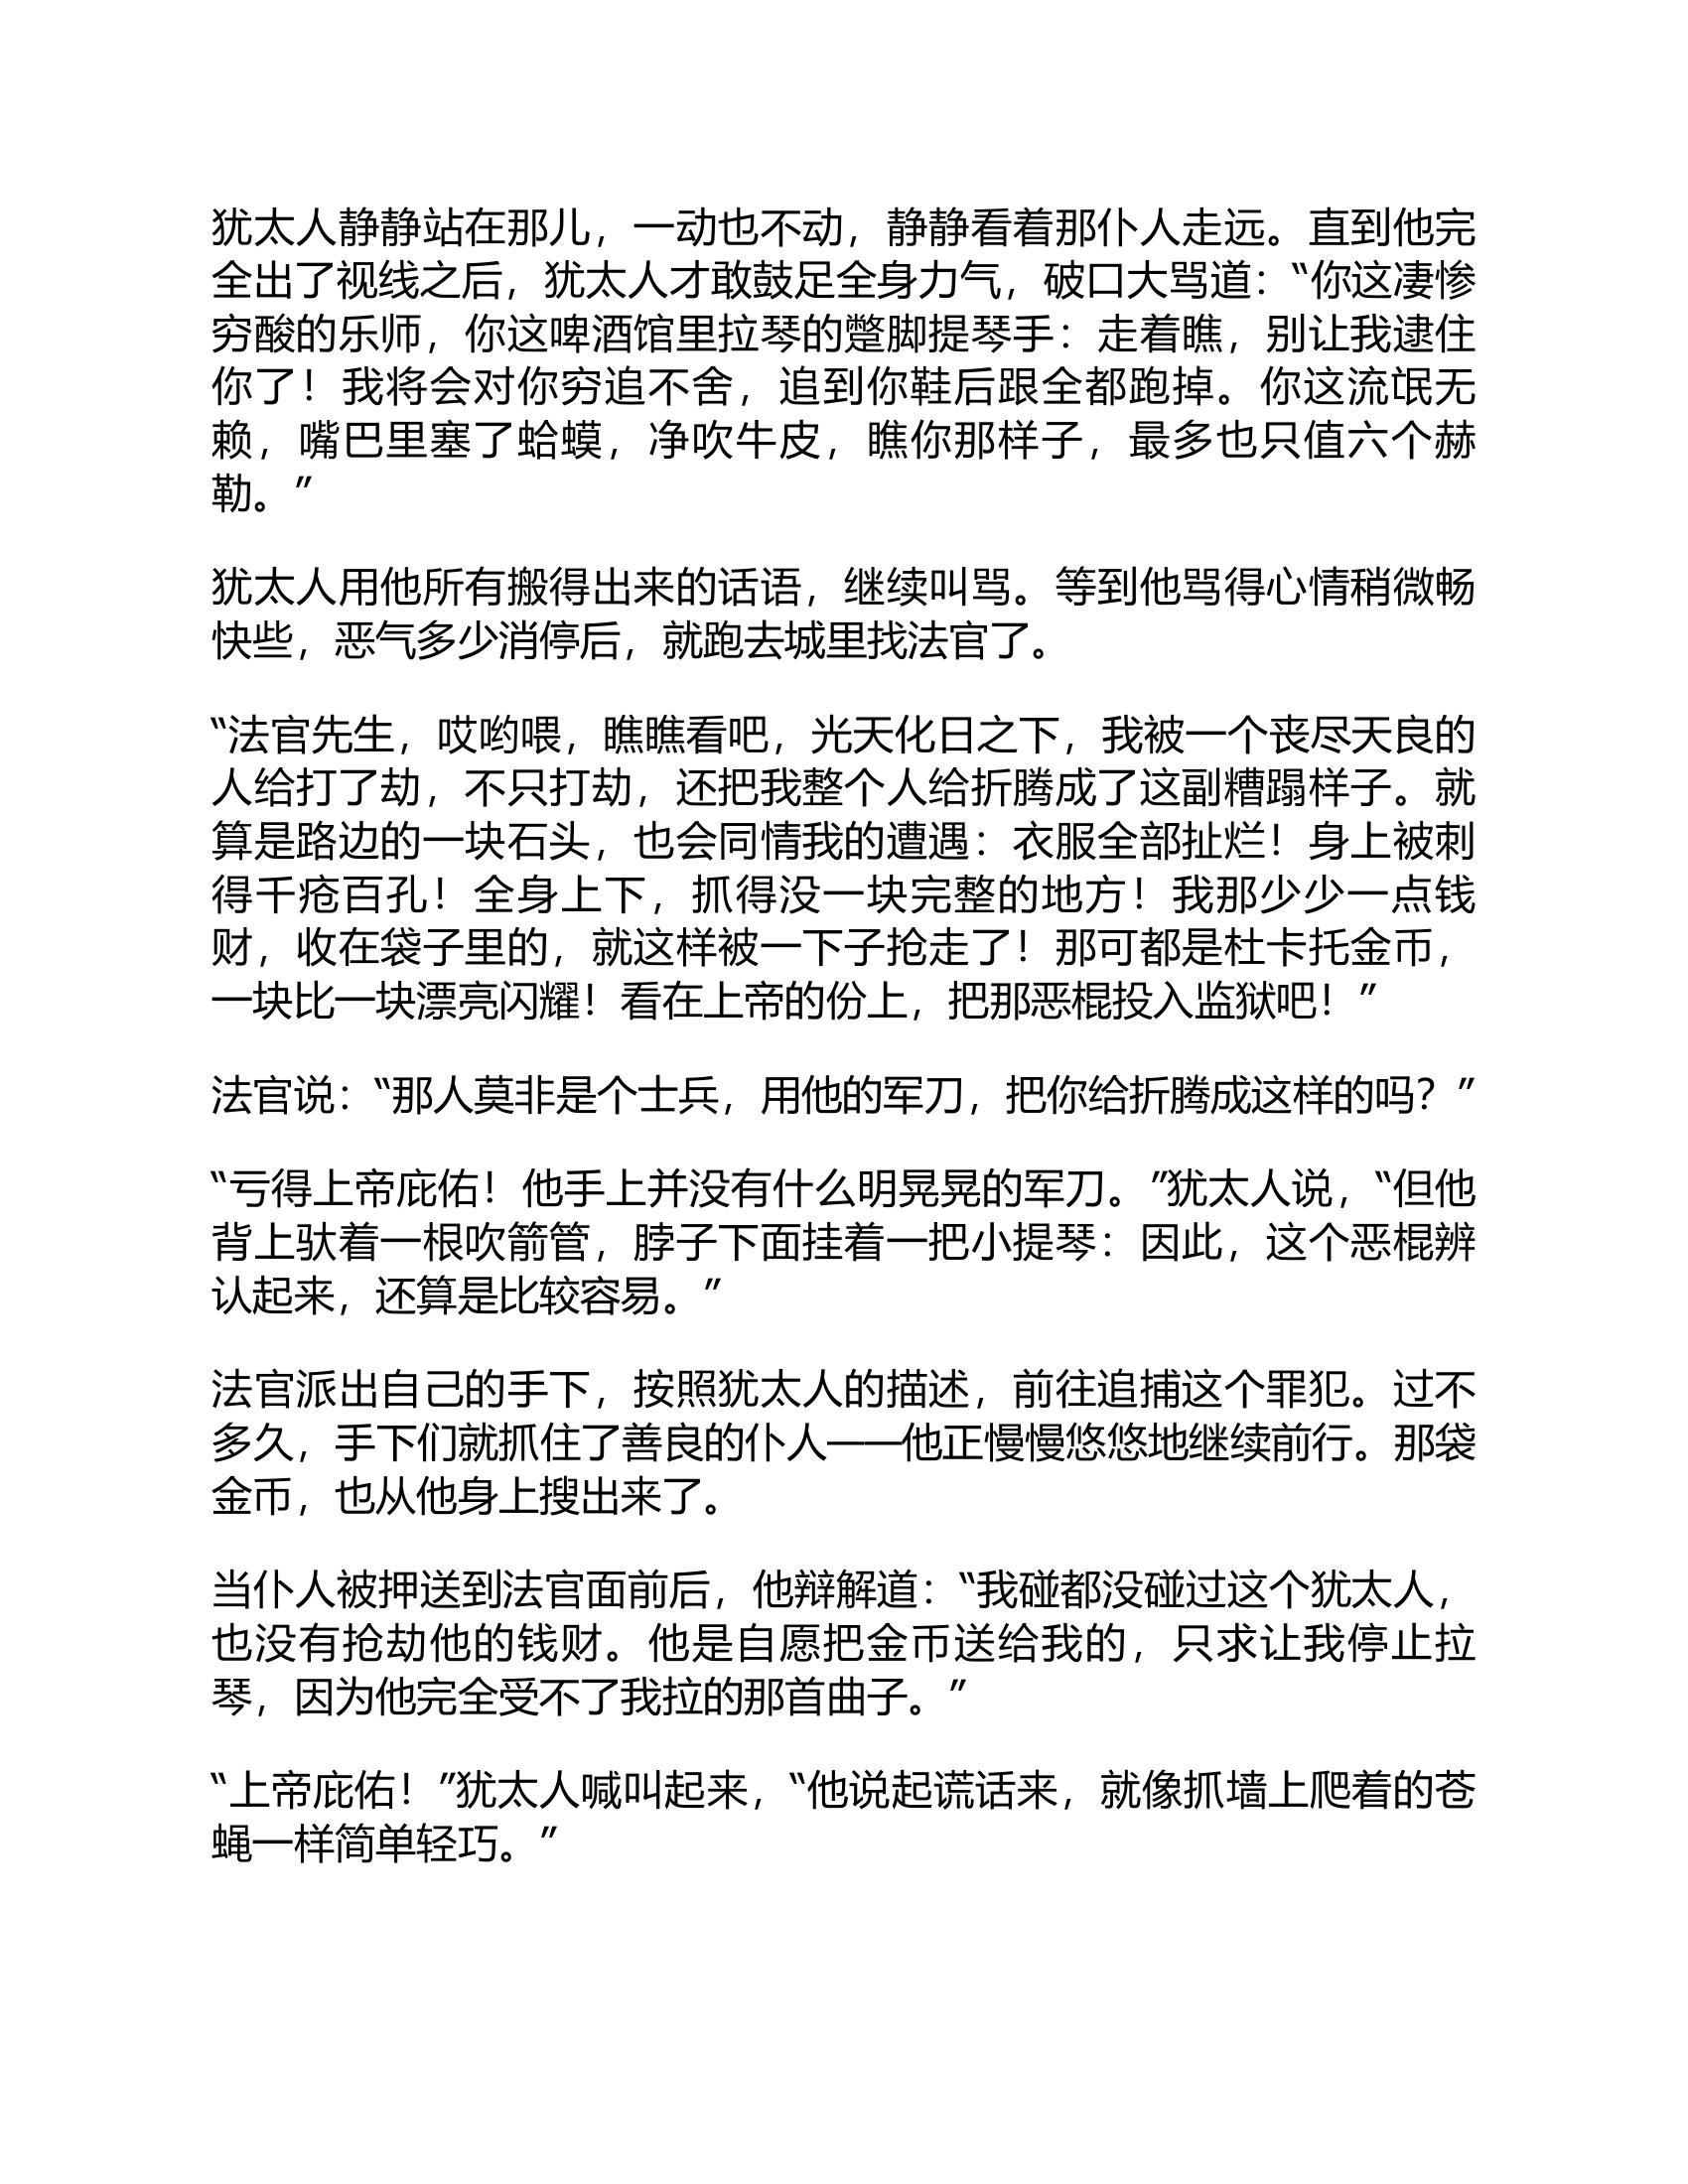 犹太人静静站在那儿，一动也不动，静静看着那仆人走远。直到他完
全出了视线之后，犹太人才敢鼓足全身力气，破口大骂道：“你这凄惨
穷酸的乐师，你这啤酒馆里拉琴的蹩脚提琴手：走着瞧，别让我逮住
你了！我将会对你穷追不舍，追到你鞋后跟全都跑掉。你这流氓无
赖，嘴巴里塞了蛤蟆，净吹牛皮，瞧你那样子，最多也只值六个赫
勒。”
犹太人用他所有搬得出来的话语，继续叫骂。等到他骂得心情稍微畅
快些，恶气多少消停后，就跑去城里找法官了。
“法官先生，哎哟喂，瞧瞧看吧，光天化日之下，我被一个丧尽天良的
人给打了劫，不只打劫，还把我整个人给折腾成了这副糟蹋样子。就
算是路边的一块石头，也会同情我的遭遇：衣服全部扯烂！身上被刺
得千疮百孔！全身上下，抓得没一块完整的地方！我那少少一点钱
财，收在袋子里的，就这样被一下子抢走了！那可都是杜卡托金币，
一块比一块漂亮闪耀！看在上帝的份上，把那恶棍投入监狱吧！”
法官说：“那人莫非是个士兵，用他的军刀，把你给折腾成这样的吗？”
“亏得上帝庇佑！他手上并没有什么明晃晃的军刀。”犹太人说，“但他
背上驮着一根吹箭管，脖子下面挂着一把小提琴：因此，这个恶棍辨
认起来，还算是比较容易。”
法官派出自己的手下，按照犹太人的描述，前往追捕这个罪犯。过不
多久，手下们就抓住了善良的仆人——他正慢慢悠悠地继续前行。那袋
金币，也从他身上搜出来了。
当仆人被押送到法官面前后，他辩解道：“我碰都没碰过这个犹太人，
也没有抢劫他的钱财。他是自愿把金币送给我的，只求让我停止拉
琴，因为他完全受不了我拉的那首曲子。”
“上帝庇佑！”犹太人喊叫起来，“他说起谎话来，就像抓墙上爬着的苍
蝇一样简单轻巧。”